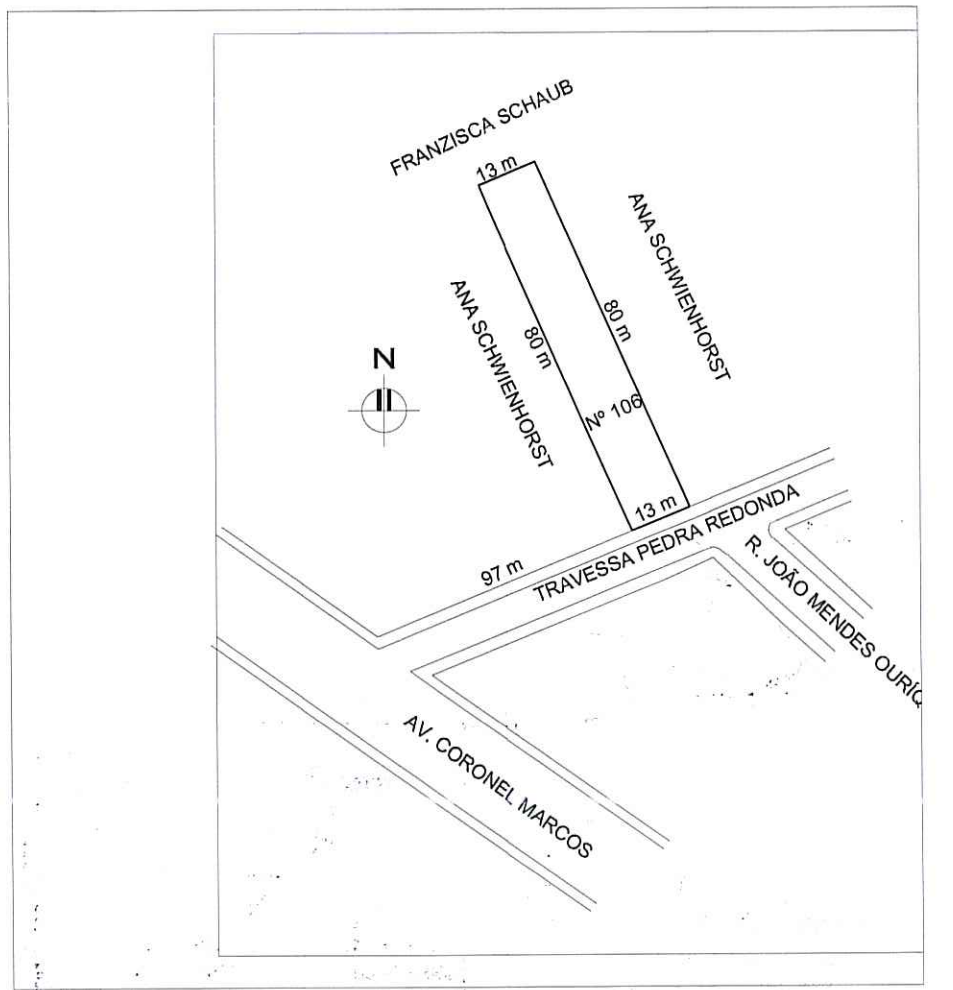 FRANZISCA SCHAUB
13 m
ANA SCHWIENHORST
80 m
ANA SCHWIENHORST
80 m
N
Nº 106
13 m
97 m
TRAVESSA PEDRA REDONDA
R. JOÃO MENDES OURÍQ
AV. CORONEL MARCOS